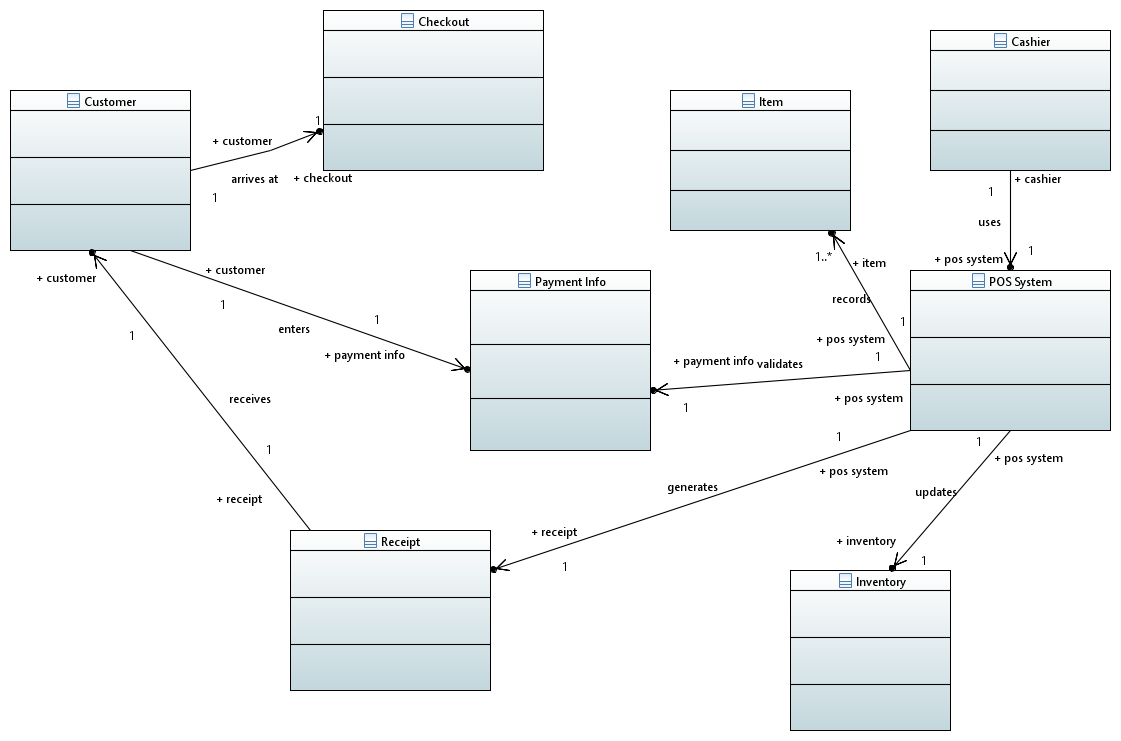 Checkout
Cashier
Customer
Item
1
+ customer
arrives at
+ checkout
1
+ cashier
1
uses
1
+ pos system
1..*
+ item
+ customer
+ customer
1
enters
1
+ payment info
Payment Info
POS System
records
1
+ pos system
1
+ payment info
validates
1
+ pos system
1
receives
1
+ receipt
1
+ pos system
generates
+ receipt
1
1
+ pos system
updates
+ inventory
1
Receipt
Inventory